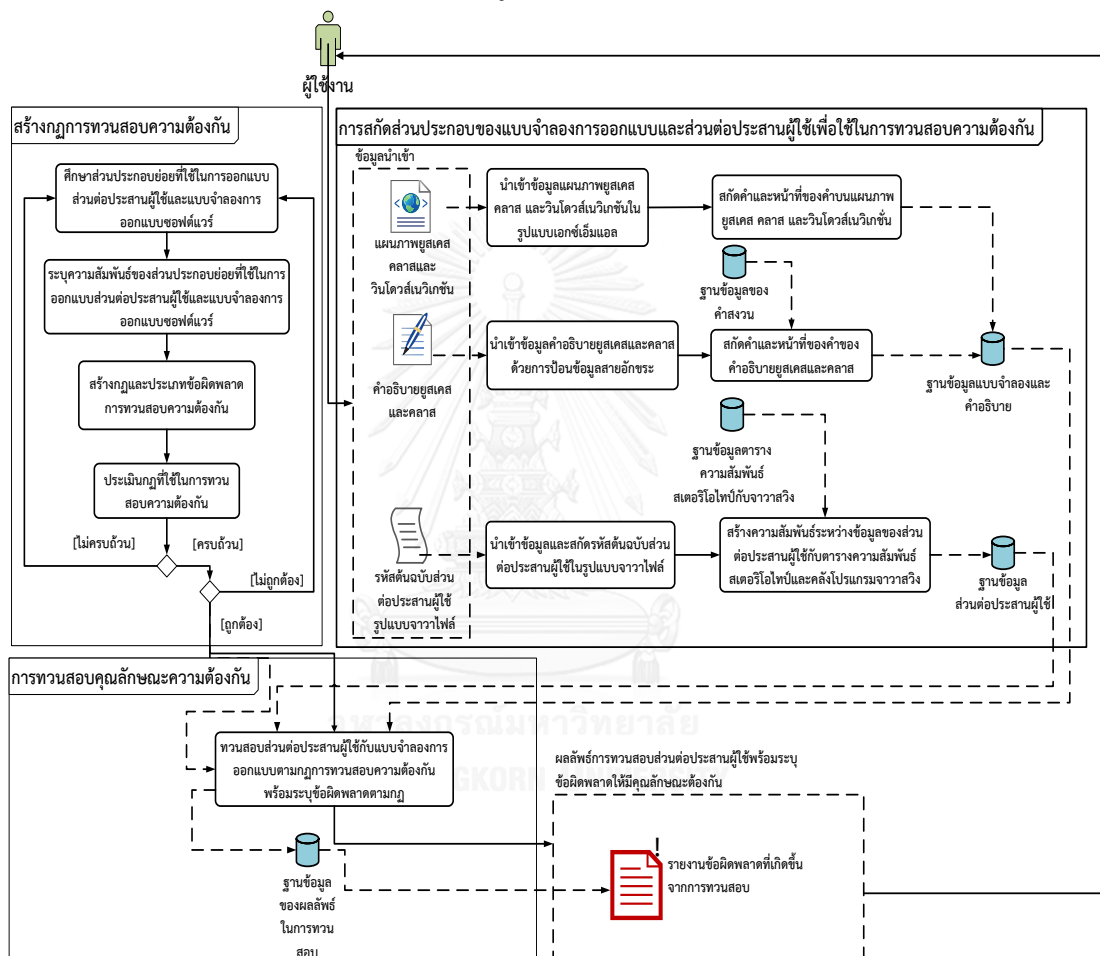 ผู้ใช้งาน
สร้างกฏการทวนสอบความต้องกัน
ศึกษาส่วนประกอบย่อยที่ใช้ในการออกแบบ
ส่วนต่อประสานผู้ใช้และแบบจำลองการ
ออกแบบซอฟต์แวร์
ระบุความสัมพันธ์ของส่วนประกอบย่อยที่ใช้ในการ
ออกแบบส่วนต่อประสานผู้ใช้และแบบจำลองการ
ออกแบบซอฟต์แวร์
สร้างกฏและประเภทข้อผิดพลาด
การทวนสอบความต้องกัน
ประเมินกฏที่ใช้ในการทวน
สอบความต้องกัน
[ไม่ครบถ้วน]
[ครบถ้วน]
[ไม่ถูกต้อง]
[ถูกต้อง]
การสกัดส่วนประกอบของแบบจำลองการออกแบบและส่วนต่อประสานผู้ใช้เพื่อใช้ในการทวนสอบความต้องกัน
ข้อมูลนำเข้า
แผนภาพยูสเคส
คลาสและ
วินโดวส์เนวิเกชัน
คำอธิบายยูสเคส
และคลาส
รหัสต้นฉบับส่วน
ต่อประสานผู้ใช้
รูปแบบจาวาไฟล์
นำเข้าข้อมูลแผนภาพยูสเคส
คลาส และวินโดวส์เนวิเกชันใน
รูปแบบเอกซ์เอ็มแอล
สกัดคำและหน้าที่ของคำบนแผนภาพ
ยูสเคส คลาส และวินโดวส์เนวิเกชั่น
ฐานข้อมูลของ
คำสงวน
นำเข้าข้อมูลคำอธิบายยูสเคสและคลาส
ด้วยการป้อนข้อมูลสายอักขระ
สกัดคำและหน้าที่ของคำของ
คำอธิบายยูสเคสและคลาส
ฐานข้อมูลแบบจำลองและ
คำอธิบาย
ฐานข้อมูลตาราง
ความสัมพันธ์
สเตอริโอไทป์กับจาวาสวิง
นำเข้าข้อมูลและสกัดรหัสต้นฉบับส่วน
ต่อประสานผู้ใช้ในรูปแบบจาวาไฟล์
สร้างความสัมพันธ์ระหว่างข้อมูลของส่วน
ต่อประสานผู้ใช้กับตารางความสัมพันธ์
สเตอริโอไทป์และคลังโปรแกรมจาวาสวิง
ฐานข้อมูล
ส่วนต่อประสานผู้ใช้
การทวนสอบคุณลักษณะความต้องกัน
ทวนสอบส่วนต่อประสานผู้ใช้กับแบบจำลองการ
ออกแบบตามกฏการทวนสอบความต้องกัน
พร้อมระบุข้อผิดพลาดตามกฏ
ฐานข้อมูล
ของผลลัพธ์
ในการทวน
สอบ
ผลลัพธ์การทวนสอบส่วนต่อประสานผู้ใช้พร้อมระบุ
ข้อผิดพลาดให้มีคุณลักษณะต้องกัน
!
รายงานข้อผิดพลาดที่เกิดขึ้น
จากการทวนสอบ